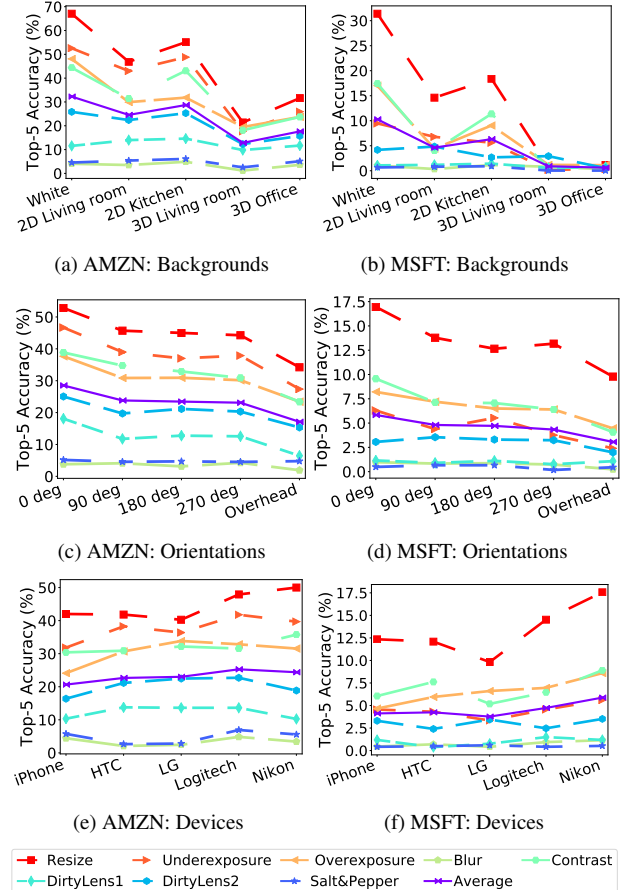 70
60
50
40
30
20
10
0
Top-5 Accuracy (%)
White
2D Living room
2D Kitchen
3D Living room
3D Office
(a) AMZN: Backgrounds
30
25
20
15
10
5
0
Top-5 Accuracy (%)
White
2D Living room
2D Kitchen
3D Living room
3D Office
(b) MSFT: Backgrounds
50
40
30
20
10
0
Top-5 Accuracy (%)
0 deg
90 deg
180 deg
270 deg
Overhead
(c) AMZN: Orientations
17.5
15.0
12.5
10.0
7.5
5.0
2.5
0.0
Top-5 Accuracy (%)
0 deg
90 deg
180 deg
270 deg
Overhead
(d) MSFT: Orientations
50
40
30
20
10
0
Top-5 Accuracy (%)
iPhone
HTC
LG
Logitech
Nikon
(e) AMZN: Devices
17.5
15.0
12.5
10.0
7.5
5.0
2.5
0.0
Top-5 Accuracy (%)
iPhone
HTC
LG
Logitech
Nikon
(f) MSFT: Devices
Resize Underexposure Overexposure Blur Contrast
DirtyLens1 DirtyLens2 Salt&Pepper Average